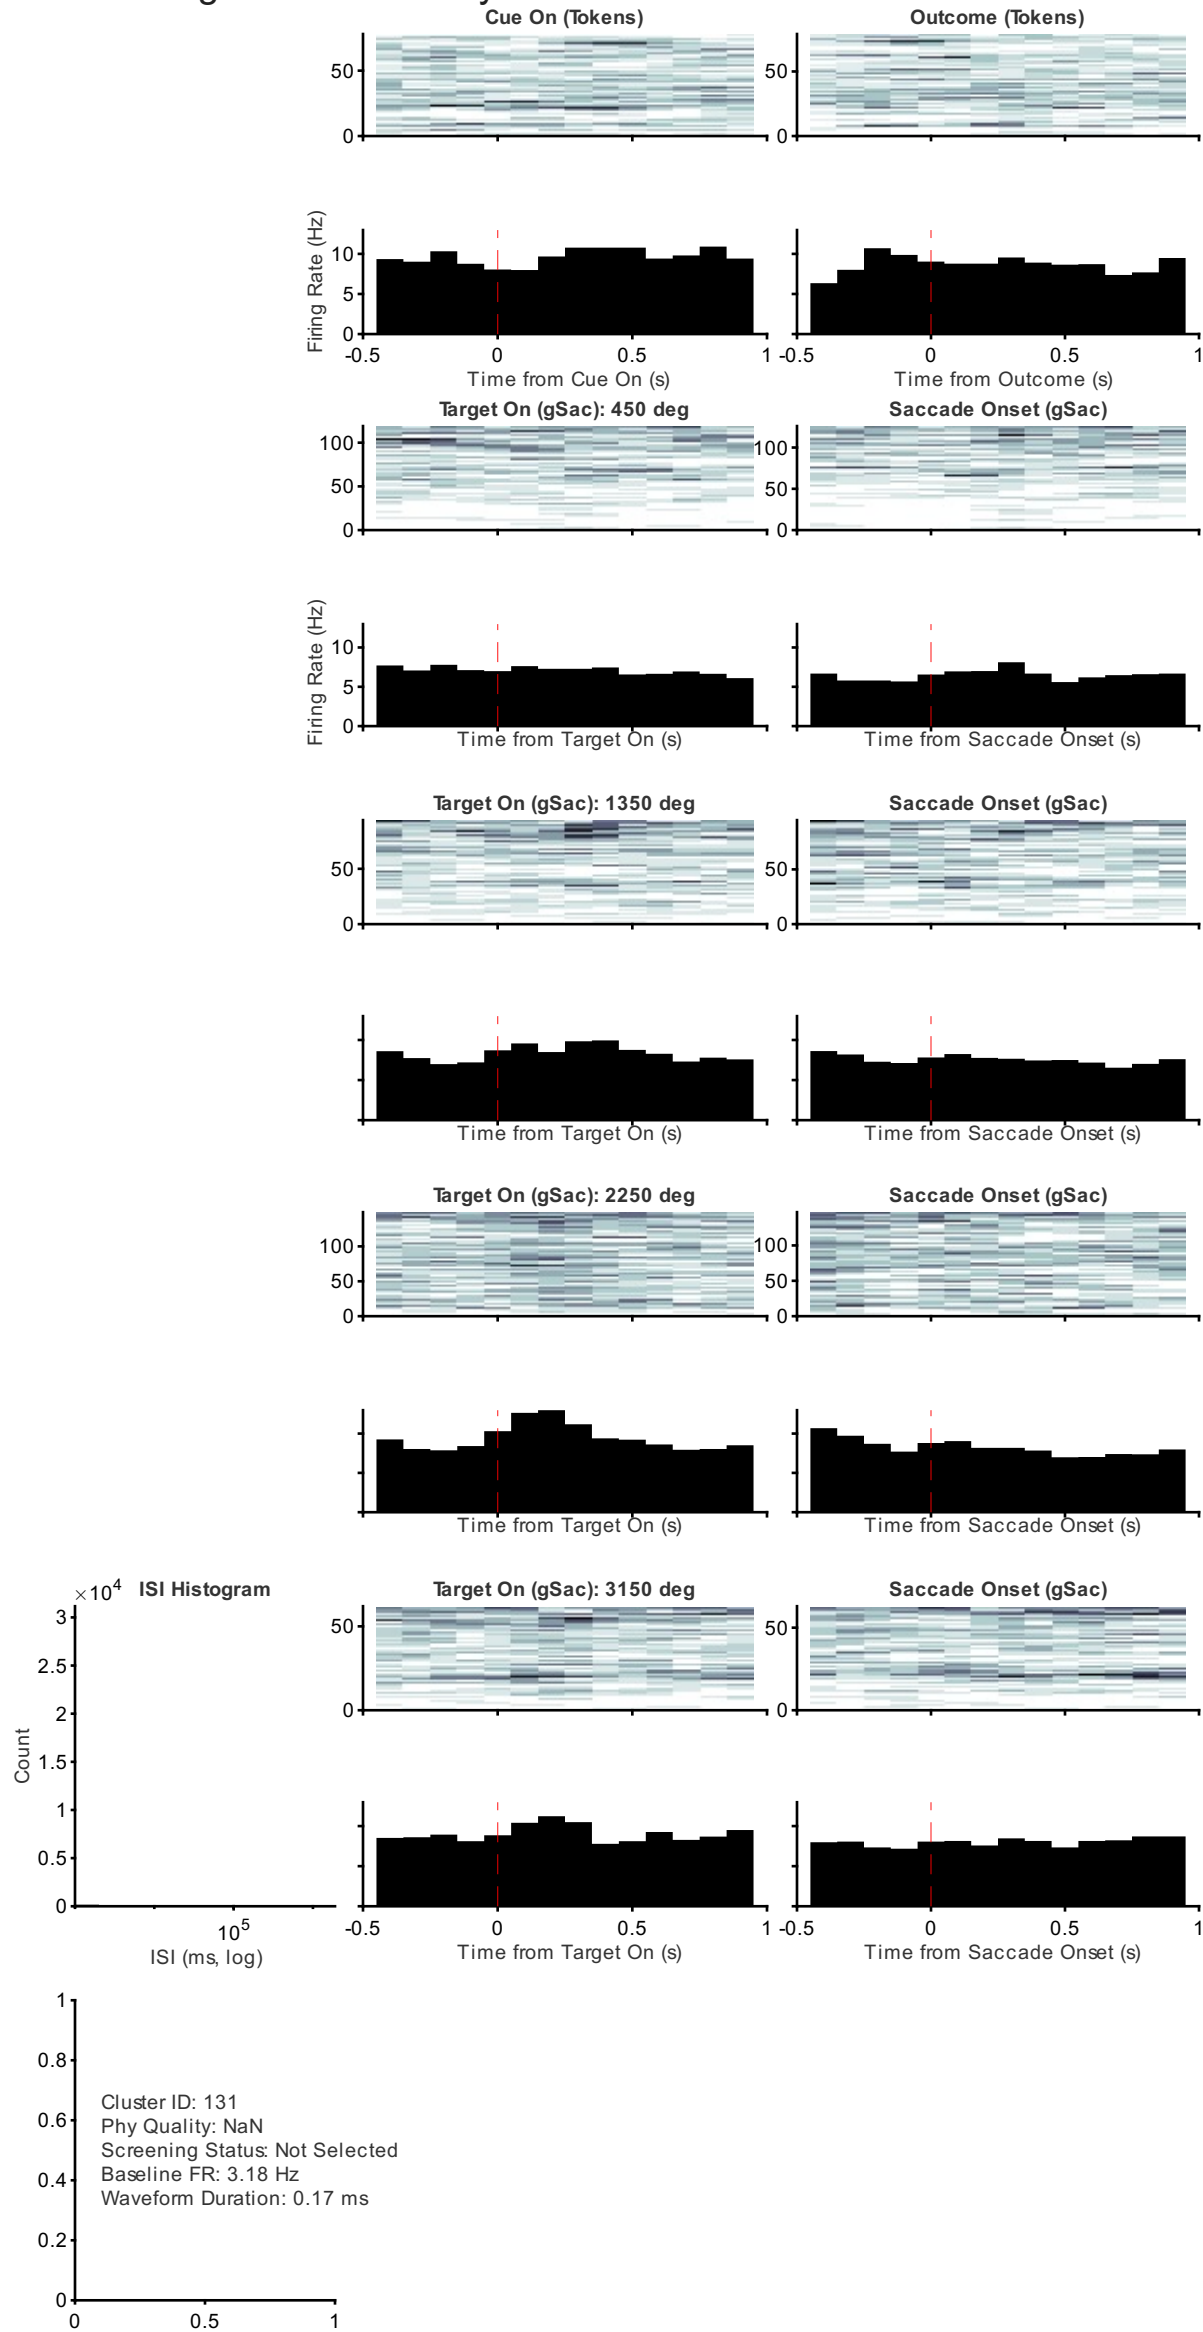 Cue On (Tokens)
Outcome (Tokens)
50
0
50
0
Firing Rate (Hz)
10
5
0
-0.5 0 0.5 1
Time from Cue On (s)
-0.5 0 0.5 1
Time from Outcome (s)
Target On (gSac): 450 deg
Saccade Onset (gSac)
100
50
0
100
50
0
Firing Rate (Hz)
10
5
0
Time from Target On (s)
Time from Saccade Onset (s)
Target On (gSac): 1350 deg
Saccade Onset (gSac)
50
0
50
0
Time from Target On (s)
Time from Saccade Onset (s)
Target On (gSac): 2250 deg
Saccade Onset (gSac)
100
50
0
100
50
0
Time from Target On (s)
Time from Saccade Onset (s)
×10^4 ISI Histogram
Target On (gSac): 3150 deg
Saccade Onset (gSac)
3
2.5
2
1.5
1
0.5
0
Count
10^5
ISI (ms, log)
50
0
50
0
-0.5 0 0.5 1
Time from Target On (s)
-0.5 0 0.5 1
Time from Saccade Onset (s)
1
0.8
0.6
0.4
0.2
0
Cluster ID: 131
Phy Quality: NaN
Screening Status: Not Selected
Baseline FR: 3.18 Hz
Waveform Duration: 0.17 ms
0 0.5 1